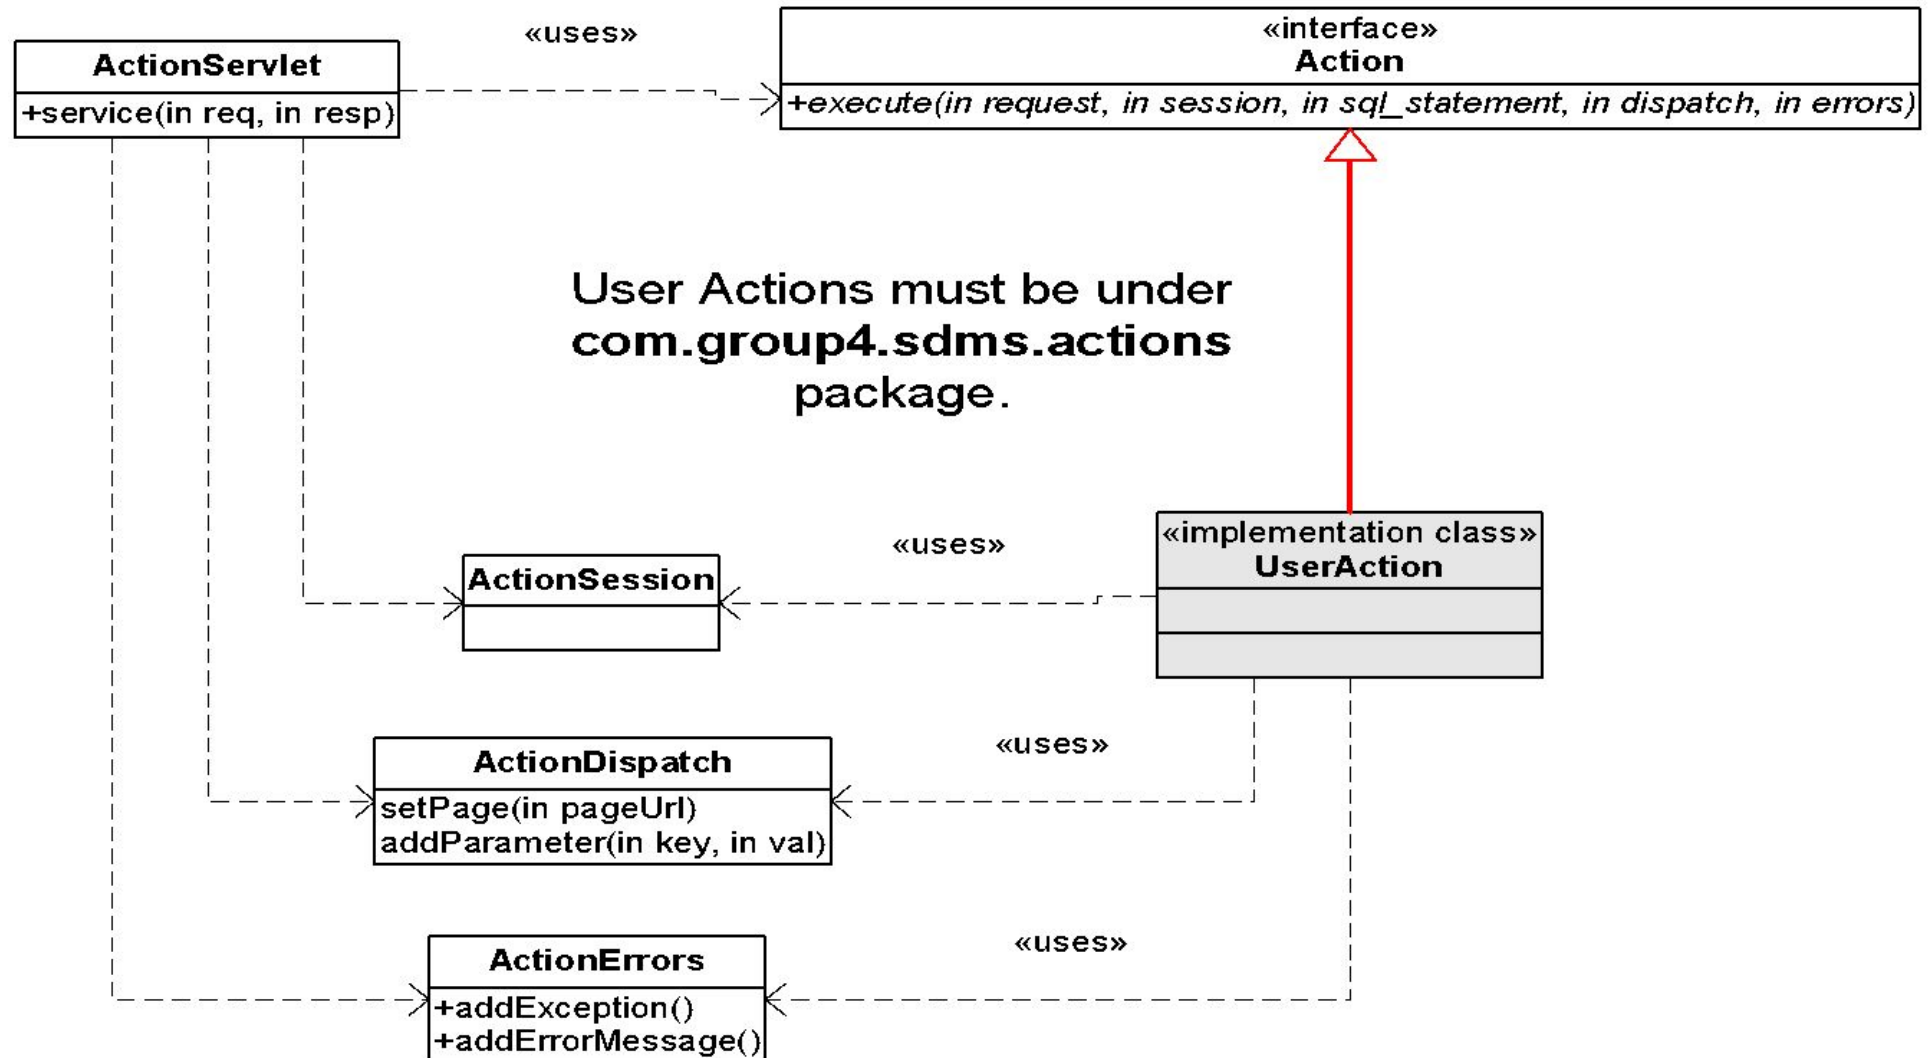 «uses»
«interface»
Action
+execute(in request, in session, in sql_statement, in dispatch, in errors)
ActionServlet
+service(in req, in resp)
User Actions must be under
com.group4.sdms.actions
package.
«implementation class»
UserAction
«uses»
ActionSession
«uses»
ActionDispatch
setPage(in pageUrl)
addParameter(in key, in val)
«uses»
ActionErrors
+addException()
+addErrorMessage()